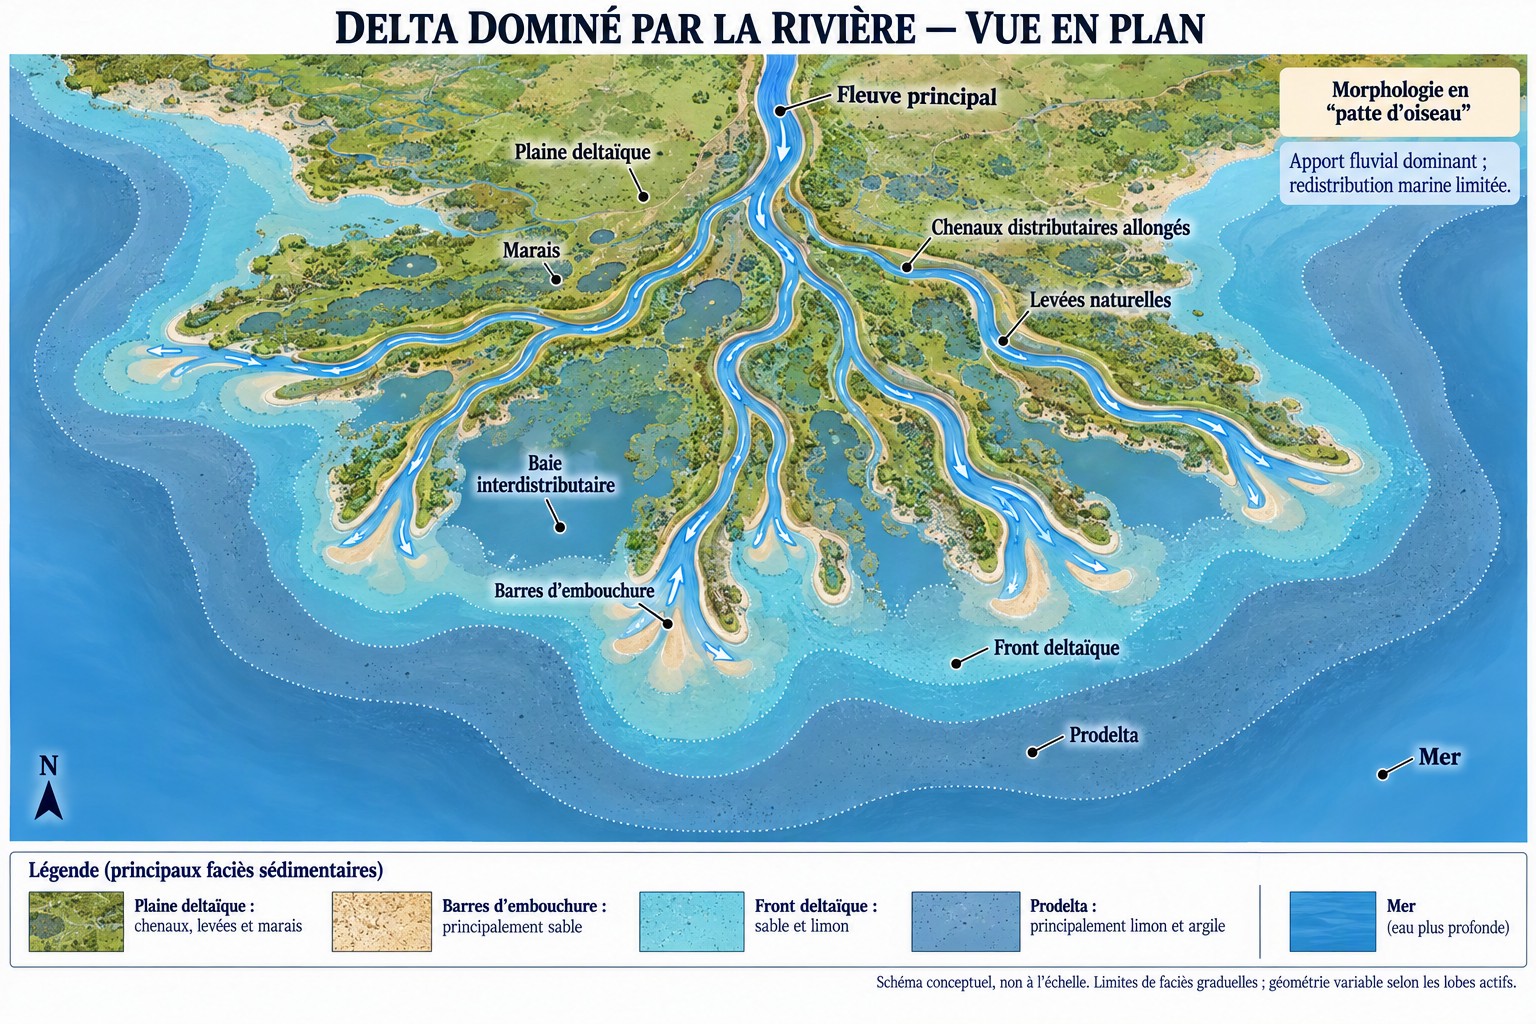 DELTA DOMINÉ PAR LA RIVIÈRE — VUE EN PLAN
Fleuve principal
Morphologie en
“patte d’oiseau”
Apport fluvial dominant ;
redistribution marine limitée.
Plaine deltaïque
Chenaux distributaires allongés
Marais
Levées naturelles
Baie
interdistributaire
Barres d’embouchure
Front deltaïque
Prodelta
Mer
N
Légende (principaux faciès sédimentaires)
Plaine deltaïque :
chenaux, levées et marais
Barres d’embouchure :
principalement sable
Front deltaïque :
sable et limon
Prodelta :
principalement limon et argile
Mer
(eau plus profonde)
Schéma conceptuel, non à l’échelle. Limites de faciès graduelles ; géométrie variable selon les lobes actifs.